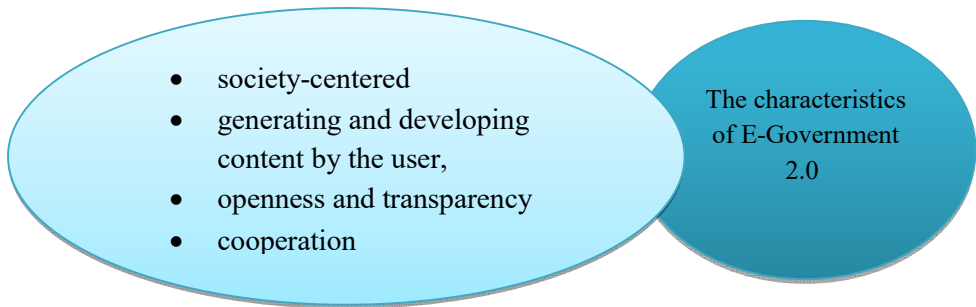 • society-centered
• generating and developing
content by the user,
• openness and transparency
• cooperation
The characteristics
of E-Government
2.0